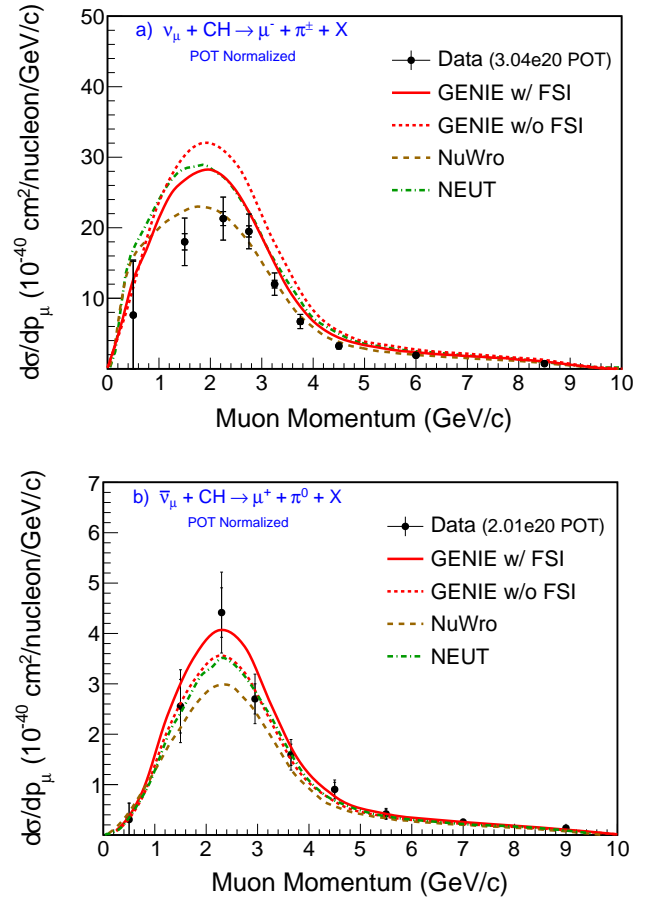 a) ν_μ + CH → μ⁻ + π^± + X
POT Normalized
Data (3.04e20 POT)
GENIE w/ FSI
GENIE w/o FSI
NuWro
NEUT
dσ/dp_μ (10⁻⁴⁰ cm²/nucleon/GeV/c)
50
40
30
20
10
0 1 2 3 4 5 6 7 8 9 10
Muon Momentum (GeV/c)
b) ν̅_μ + CH → μ⁺ + π⁰ + X
POT Normalized
Data (2.01e20 POT)
GENIE w/ FSI
GENIE w/o FSI
NuWro
NEUT
dσ/dp_μ (10⁻⁴⁰ cm²/nucleon/GeV/c)
7
6
5
4
3
2
1
0 1 2 3 4 5 6 7 8 9 10
Muon Momentum (GeV/c)